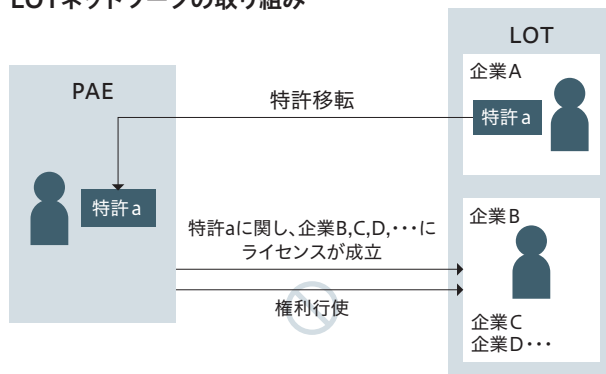 LOTネットワークの取り組み
LOT
PAE
企業A
特許a
特許移転
特許a
特許aに関し、企業B,C,D,･･･に
ライセンスが成立
権利行使
企業B
企業C
企業D･･･